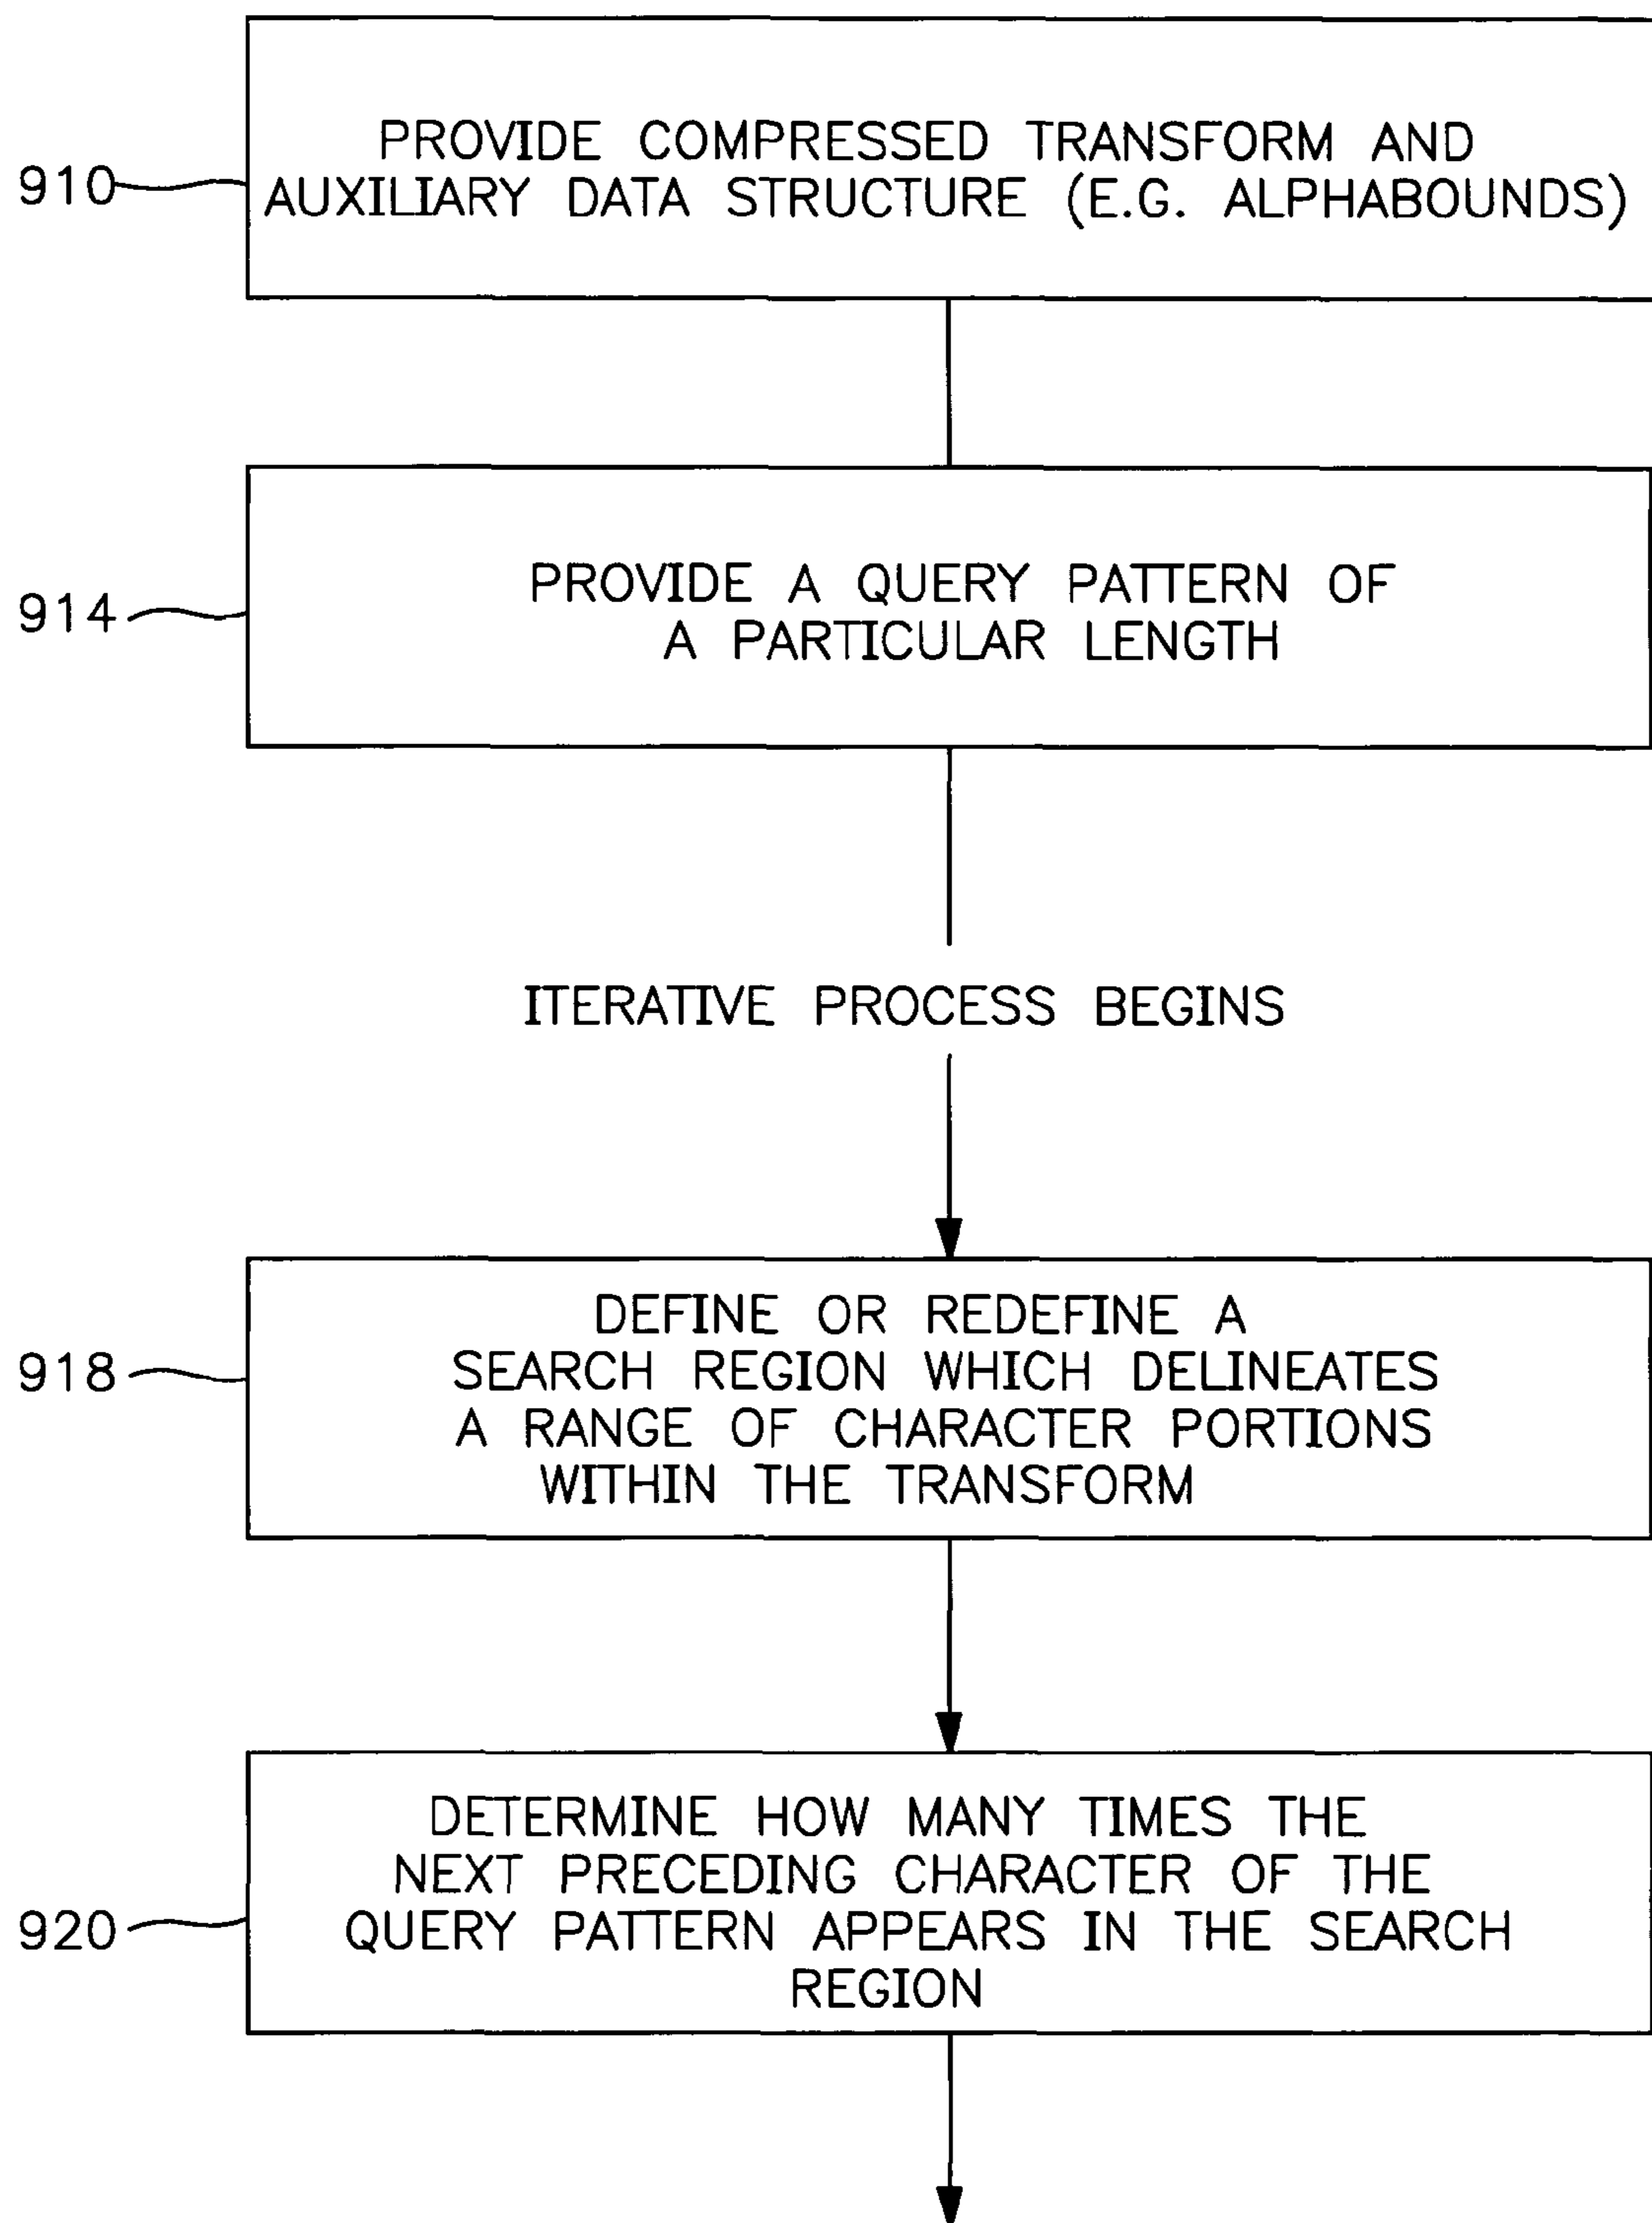 PROVIDE COMPRESSED TRANSFORM AND
910
AUXILIARY DATA STRUCTURE (E.G. ALPHABOUNDS)
PROVIDE A QUERY PATTERN OF
914
A PARTICULAR LENGTH
ITERATIVE PROCESS BEGINS
DEFINE OR REDEFINE A
918
SEARCH REGION WHICH DELINEATES
A RANGE OF CHARACTER PORTIONS
WITHIN THE TRANSFORM
DETERMINE HOW MANY TIMES THE
NEXT PRECEDING CHARACTER OF THE
920
QUERY PATTERN APPEARS IN THE SEARCH
REGION